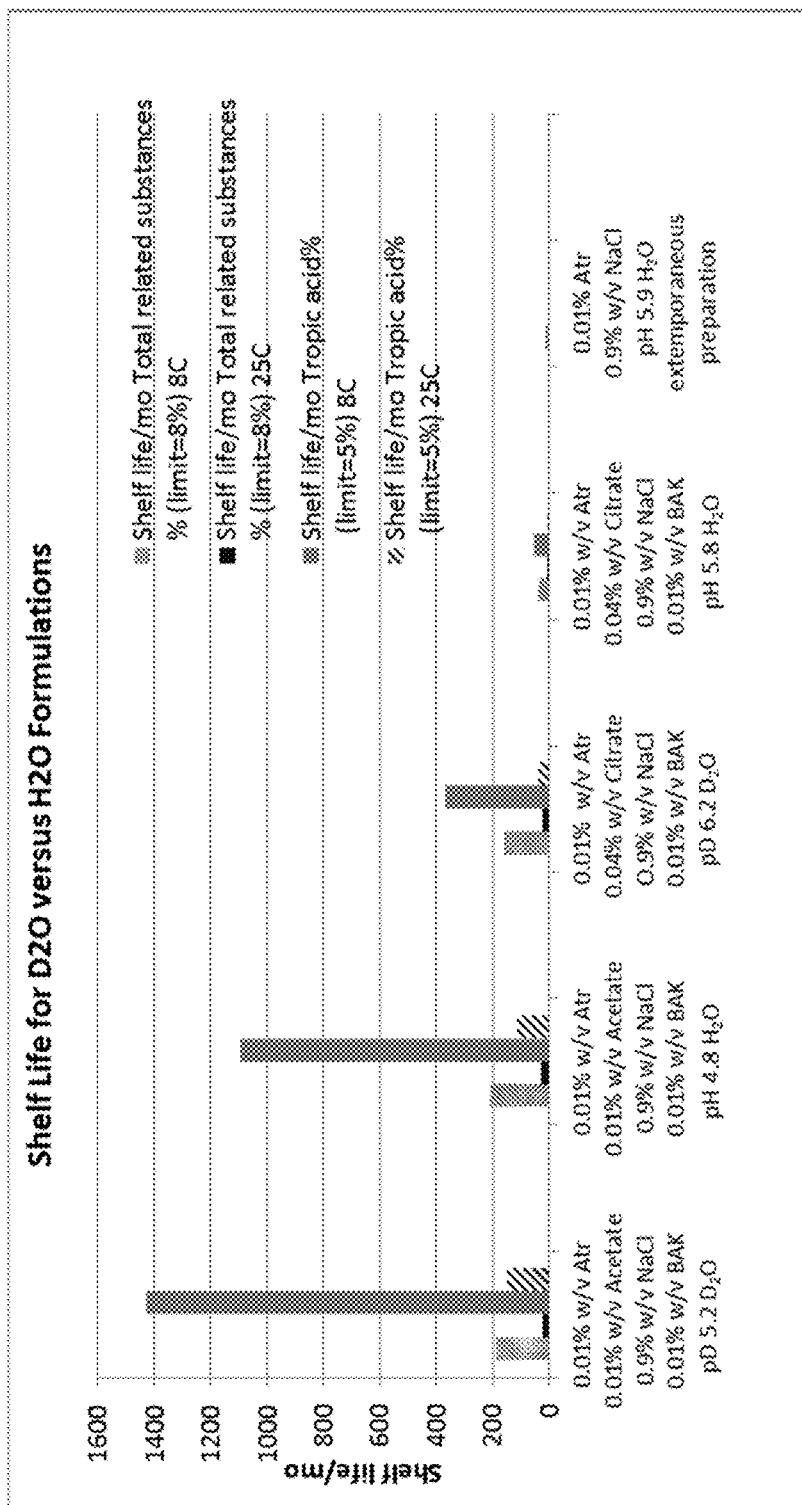 Shelf Life for D2O versus H2O Formulations
Shelf life/mo
1600
1400
1200
1000
800
600
400
200
0
Shelf life/mo Total related substances
% (limit=8%) 8C
Shelf life/mo Total related substances
% (limit=8%) 25C
Shelf life/mo Tropic acid%
(limit=5%) 8C
Shelf life/mo Tropic acid%
(limit=5%) 25C
0.01% w/v Atr
0.01% w/v Acetate
0.9% w/v NaCl
0.01% w/v BAK
pD 5.2 D₂O
0.01% w/v Atr
0.01% w/v Acetate
0.9% w/v NaCl
0.01% w/v BAK
pH 4.8 H₂O
0.01% w/v Atr
0.04% w/v Citrate
0.9% w/v NaCl
0.01% w/v BAK
pD 6.2 D₂O
0.01% w/v Atr
0.04% w/v Citrate
0.9% w/v NaCl
0.01% w/v BAK
pH 5.8 H₂O
0.01% Atr
0.9% w/v NaCl
pH 5.9 H₂O
extemporaneous
preparation